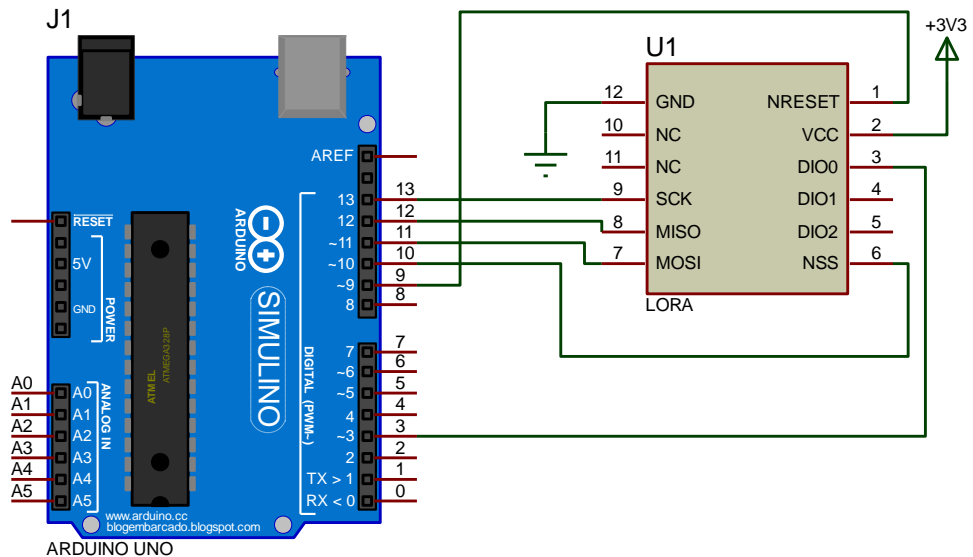 J1
ARDUINO UNO
AREF
13
12
~11
~10
~9
8
13
12
11
10
9
8
7
~6
~5
4
~3
2
TX > 1
RX < 0
7
6
5
4
3
2
1
0
RESET
5V
GND
POWER
A0
A1
A2
A3
A4
A5
A0
A1
A2
A3
A4
A5
ANALOG IN
ATMEL
ATMEGA328P
ARDUINO
SIMULINO
DIGITAL (PWM~)
www.arduino.cc
blogembarcado.blogspot.com
U1
LORA
12 GND
10 NC
11 NC
9 SCK
8 MISO
7 MOSI
NRESET 1
VCC 2
DIO0 3
DIO1 4
DIO2 5
NSS 6
+3V3